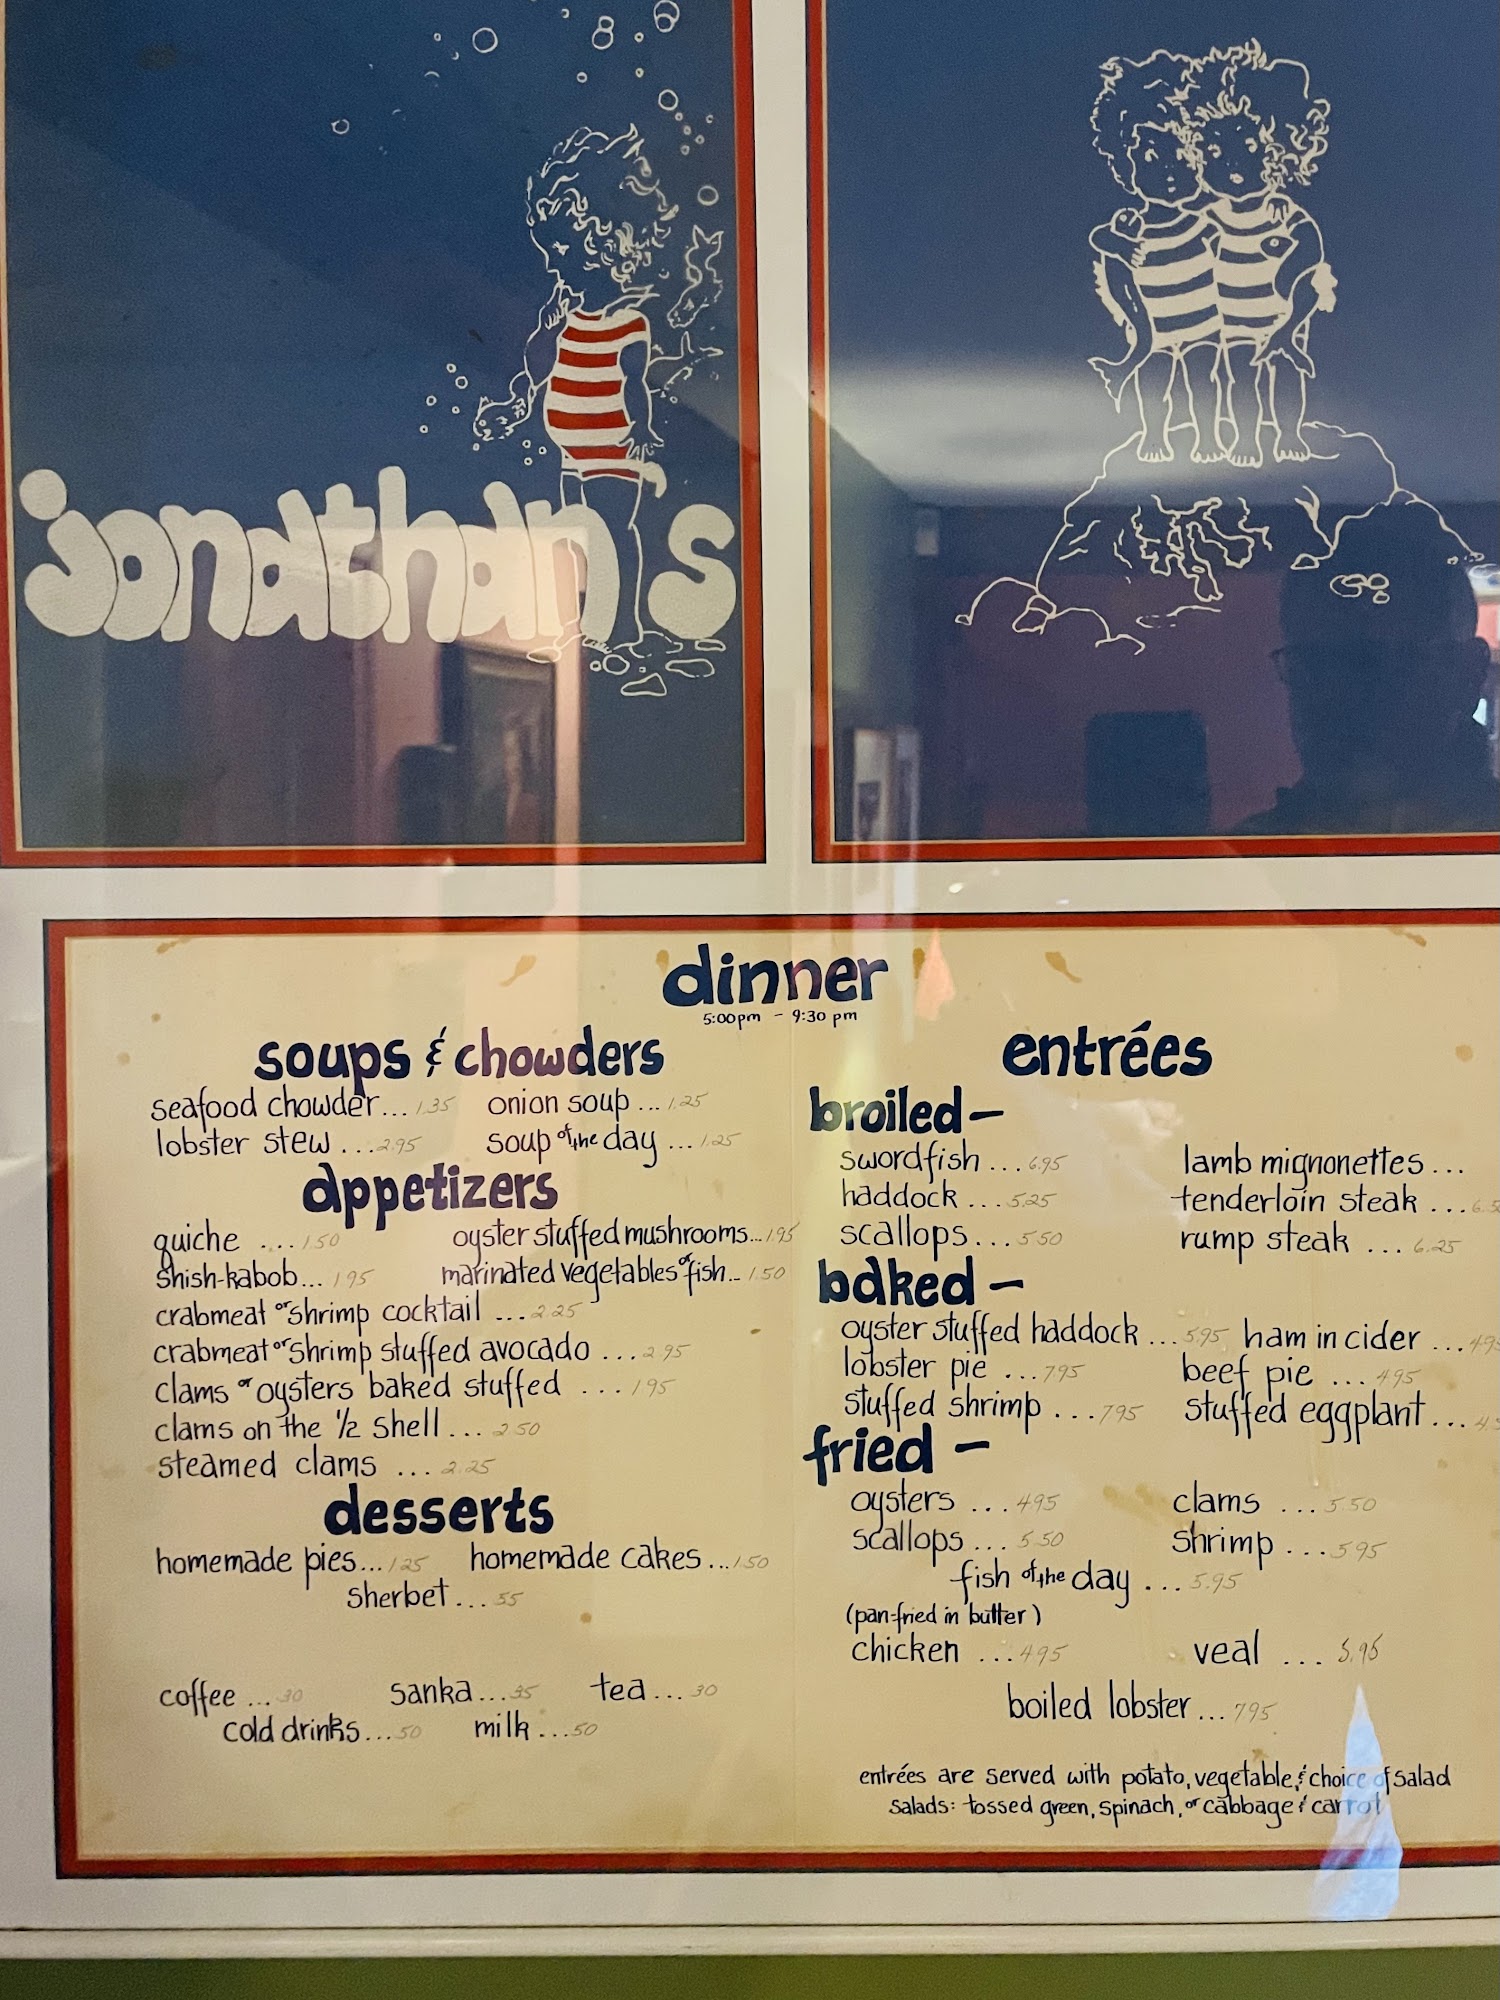 jonathan's
dinner
5:00pm - 9:30 pm
soups & chowders
seafood chowder... 1.35 onion soup ... 1.25
lobster stew ... 2.95 soup of the day ... 1.25
appetizers
quiche .... 1.50 oyster stuffed mushrooms... 1.95
shish-kabob... 1.95 marinated vegetables or fish... 1.50
crabmeat or shrimp cocktail ... 2.25
crabmeat or shrimp stuffed avocado ... 2.95
clams or oysters baked stuffed ... 1.95
clams on the 1/2 shell ... 2.50
steamed clams ... 2.25
desserts
homemade pies... 1.25 homemade cakes ... 1.50
sherbet ... .55
coffee ... .30 sanka ... .35 tea ... .30
cold drinks ... .50 milk ... .50
entrées
broiled —
swordfish ... 6.95 lamb mignonettes ...
haddock ... 5.25 tenderloin steak ...
scallops ... 5.50 rump steak ... 6.25
baked —
oyster stuffed haddock ... 5.95 ham in cider ...
lobster pie ... 7.95 beef pie ... 4.95
stuffed shrimp ... 7.95 stuffed eggplant ...
fried —
oysters ... 4.95 clams ... 5.50
scallops ... 5.50 shrimp ... 5.95
fish of the day ... 5.95
(pan-fried in butter)
chicken ... 4.95 veal ... 5.95
boiled lobster ... 7.95
entrées are served with potato, vegetable, & choice of salad
salads: tossed green, spinach, or cabbage & carrot